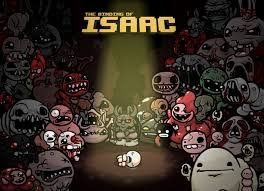 THE BINDING OF
ISAAC